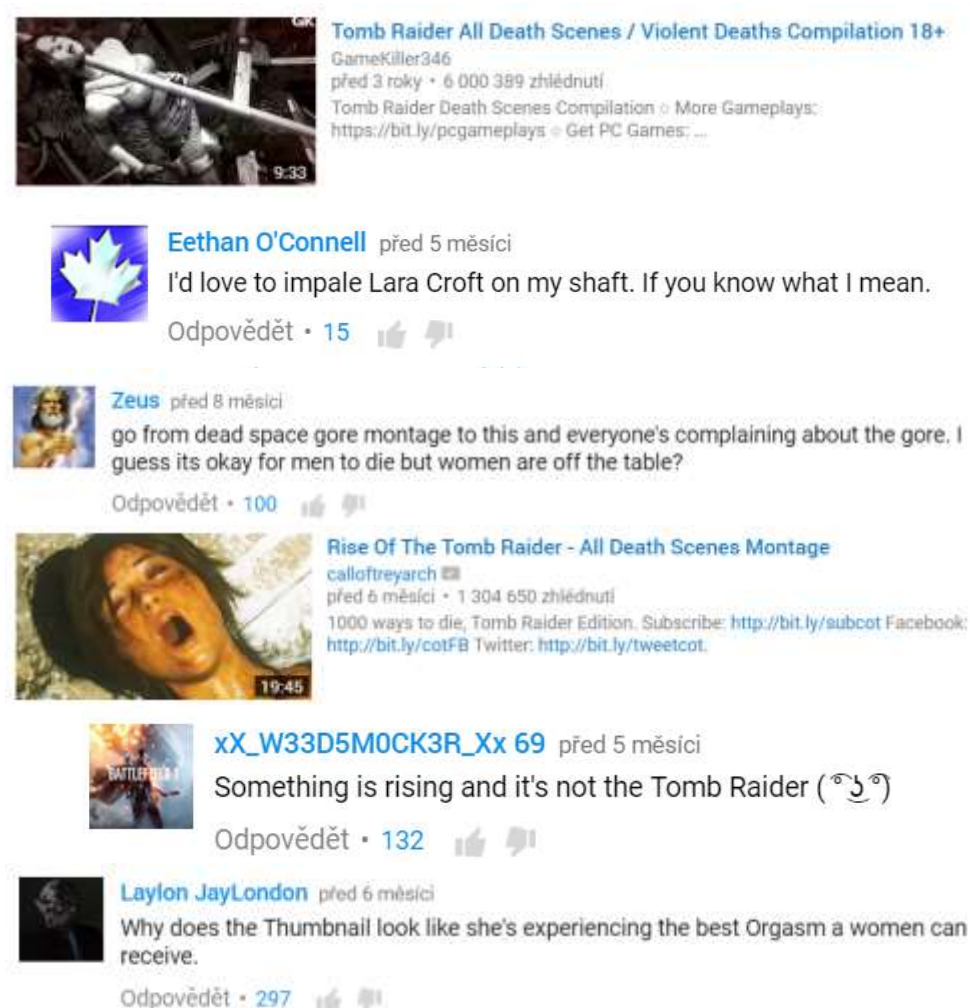 GK
Tomb Raider All Death Scenes / Violent Deaths Compilation 18+
GameKiller346
před 3 roky • 6 000 389 zhlédnutí
Tomb Raider Death Scenes Compilation ○ More Gameplays:
https://bit.ly/pcgameplays ○ Get PC Games: ...
9:33
Eethan O'Connell před 5 měsíci
I'd love to impale Lara Croft on my shaft. If you know what I mean.
Odpovědět • 15
Zeus před 8 měsíci
go from dead space gore montage to this and everyone's complaining about the gore. I
guess its okay for men to die but women are off the table?
Odpovědět • 100
Rise Of The Tomb Raider - All Death Scenes Montage
calloftreyarch
před 6 měsíci • 1 304 650 zhlédnutí
1000 ways to die, Tomb Raider Edition. Subscribe: http://bit.ly/subcot Facebook:
http://bit.ly/cotFB Twitter: http://bit.ly/tweetcot.
19:45
xX_W33D5M0CK3R_Xx 69 před 5 měsíci
Something is rising and it's not the Tomb Raider ( ͡° ͜ʖ ͡°)
BATTLEFIELD 1
Odpovědět • 132
Laylon JayLondon před 6 měsíci
Why does the Thumbnail look like she's experiencing the best Orgasm a women can
receive.
Odpovědět • 297